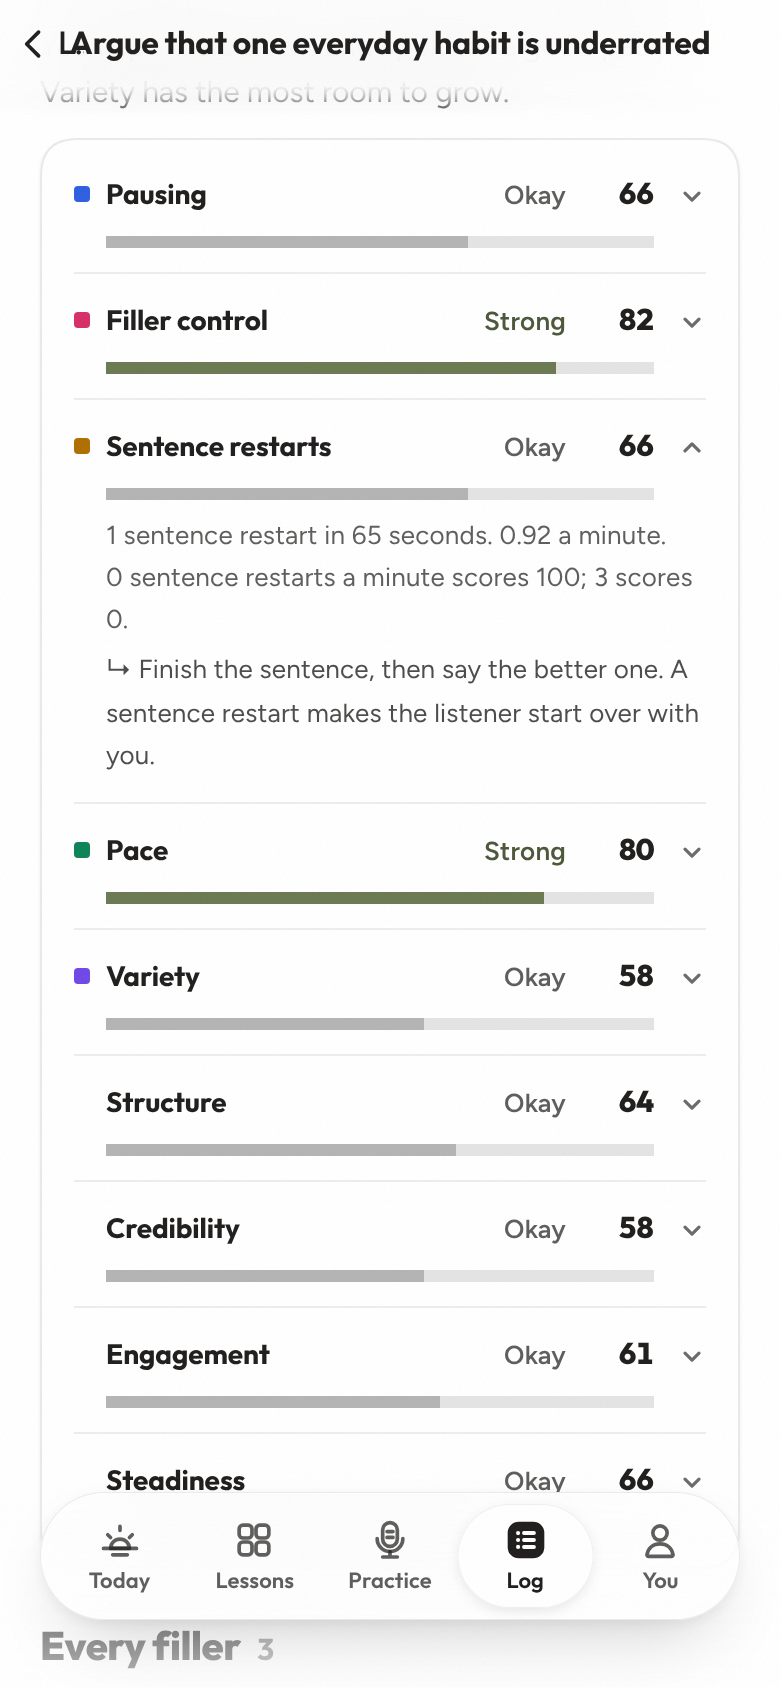 Argue that one everyday habit is underrated
Variety has the most room to grow.
Pausing Okay 66
Filler control Strong 82
Sentence restarts Okay 66
1 sentence restart in 65 seconds. 0.92 a minute.
0 sentence restarts a minute scores 100; 3 scores
0.
↳ Finish the sentence, then say the better one. A
sentence restart makes the listener start over with
you.
Pace Strong 80
Variety Okay 58
Structure Okay 64
Credibility Okay 58
Engagement Okay 61
Steadiness Okay 66
Today Lessons Practice Log You
Every filler 3